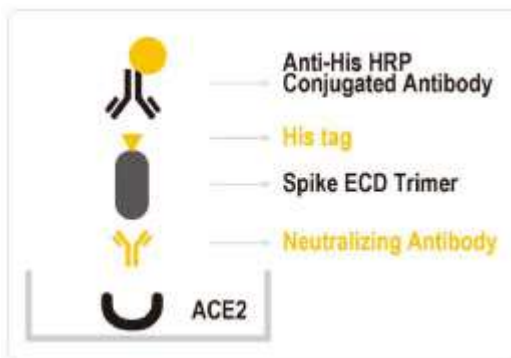 Anti-His HRP
Conjugated Antibody
His tag
Spike ECD Trimer
Neutralizing Antibody
ACE2